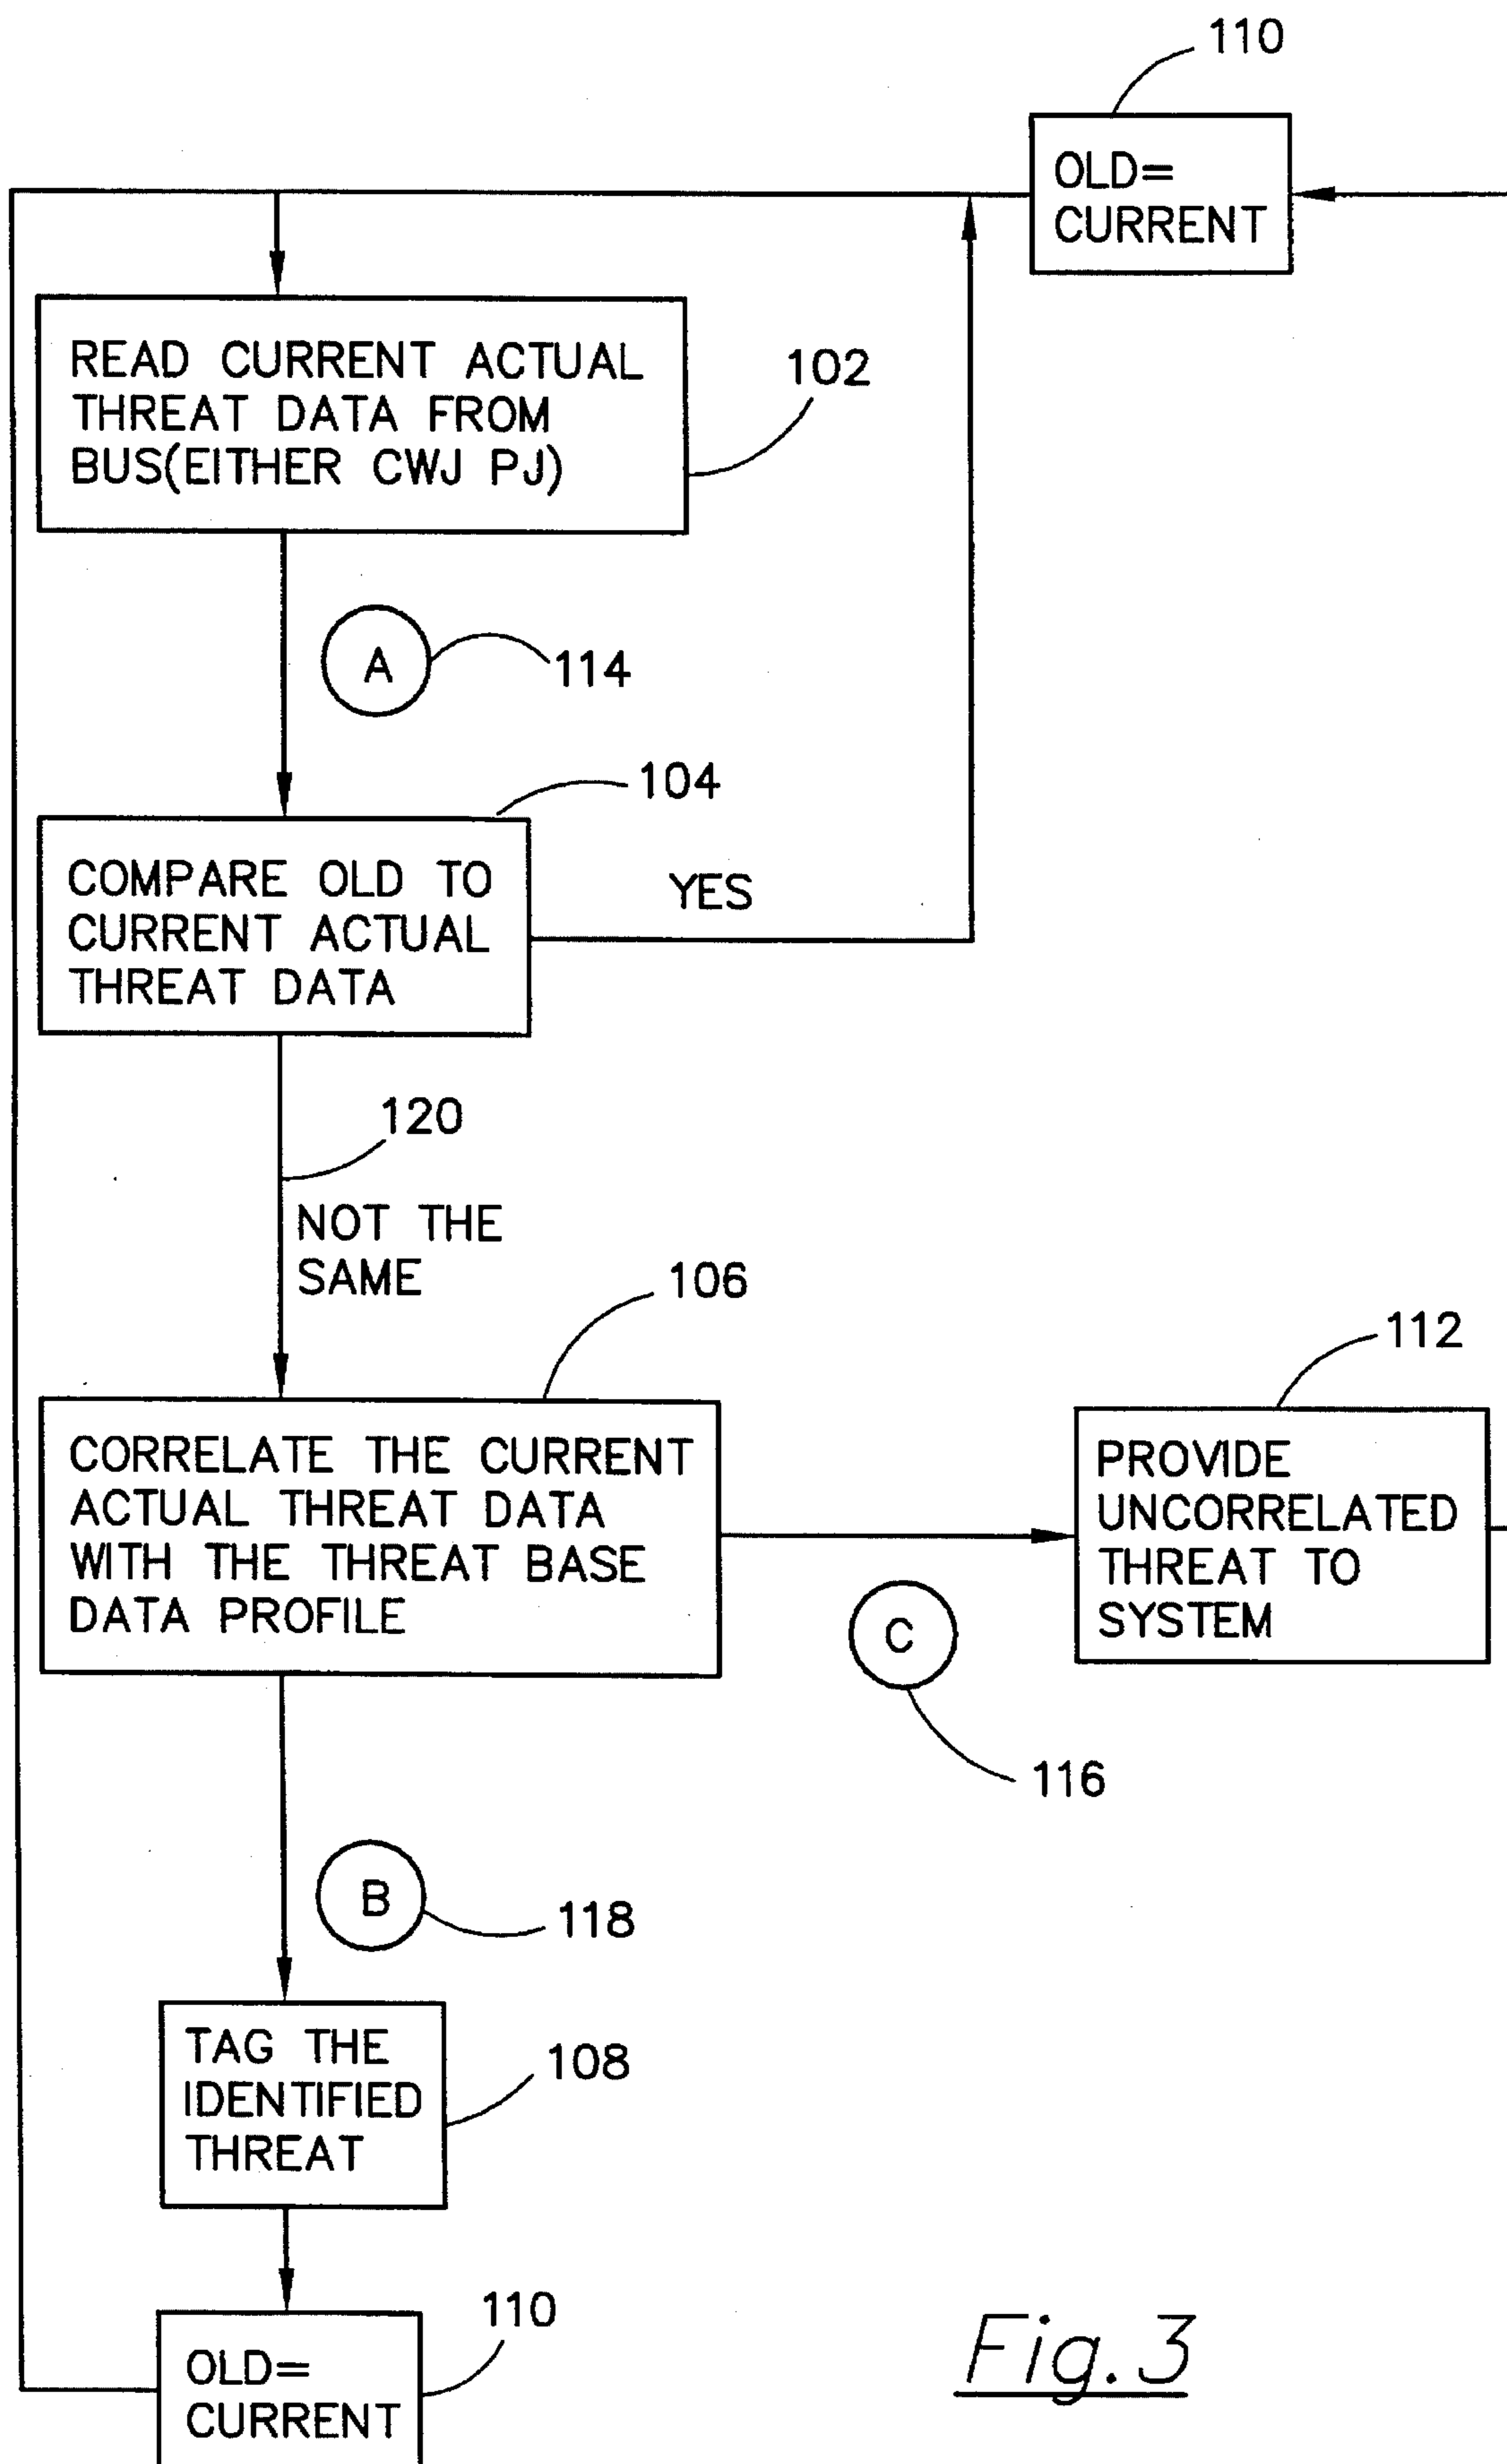 110
OLD=
CURRENT
READ CURRENT ACTUAL
THREAT DATA FROM
BUS(EITHER CWJ PJ)
102
A
114
104
COMPARE OLD TO
CURRENT ACTUAL
THREAT DATA
YES
120
NOT THE
SAME
106
112
CORRELATE THE CURRENT
ACTUAL THREAT DATA
WITH THE THREAT BASE
DATA PROFILE
PROVIDE
UNCORRELATED
THREAT TO
SYSTEM
C
116
B
118
TAG THE
IDENTIFIED
THREAT
108
110
OLD=
CURRENT
Fig. 3